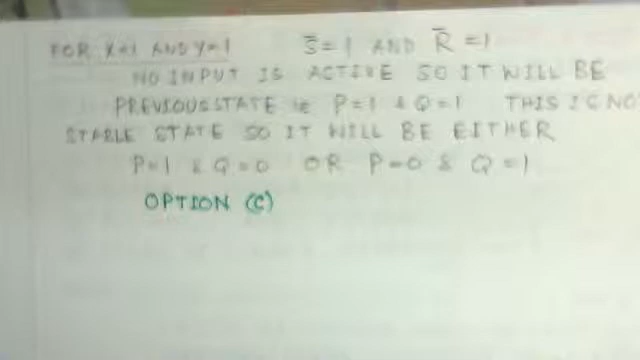 FOR X=1 AND Y=1 S̅=1 AND R̅=1
NO INPUT IS ACTIVE SO IT WILL BE
PREVIOUS STATE ie P=1 & Q=1 THIS IS NO
STABLE STATE SO IT WILL BE EITHER
P=1 & Q=0 OR P=0 & Q=1
OPTION (C)